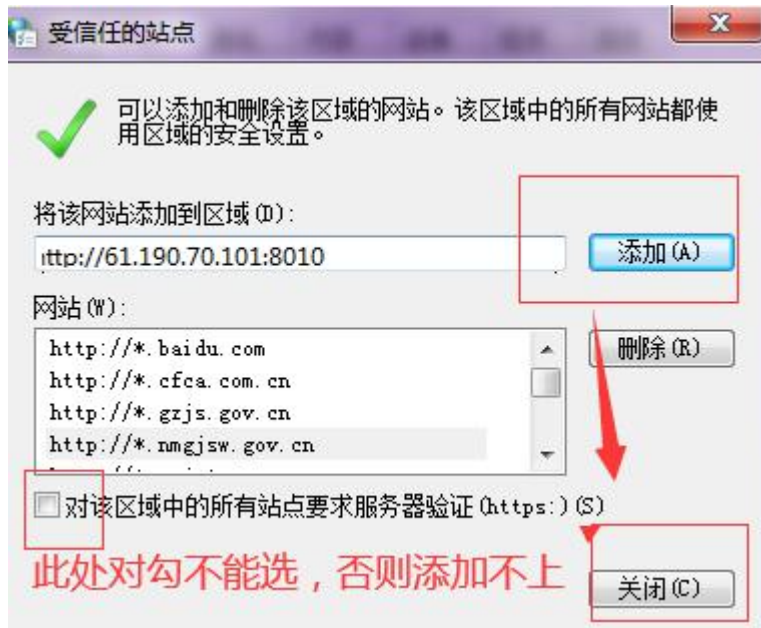 受信任的站点
可以添加和删除该区域的网站。该区域中的所有网站都使
用区域的安全设置。
将该网站添加到区域(D):
ttp://61.190.70.101:8010
添加(A)
网站(W):
http://*.baidu.com
http://*.cfca.com.cn
http://*.gzjs.gov.cn
http://*.nmgjsw.gov.cn
删除(R)
对该区域中的所有站点要求服务器验证(https:)(S)
此处对勾不能选，否则添加不上
关闭(C)